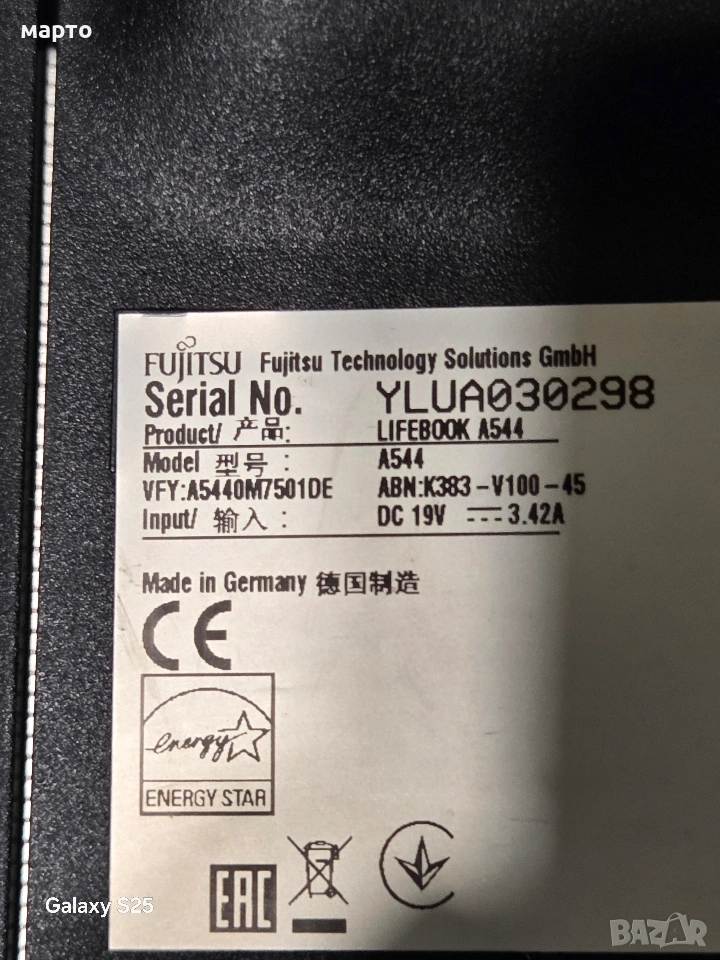 марто
FUJITSU Fujitsu Technology Solutions GmbH
Serial No. YLUA030298
Product/ 产品: LIFEBOOK A544
Model 型号: A544
VFY:A5440M7501DE ABN:K383-V100-45
Input/ 输入: DC 19V ⎓ 3.42A
Made in Germany 德国制造
CE
energy
ENERGY STAR
EAC
Galaxy S25
BAZAR